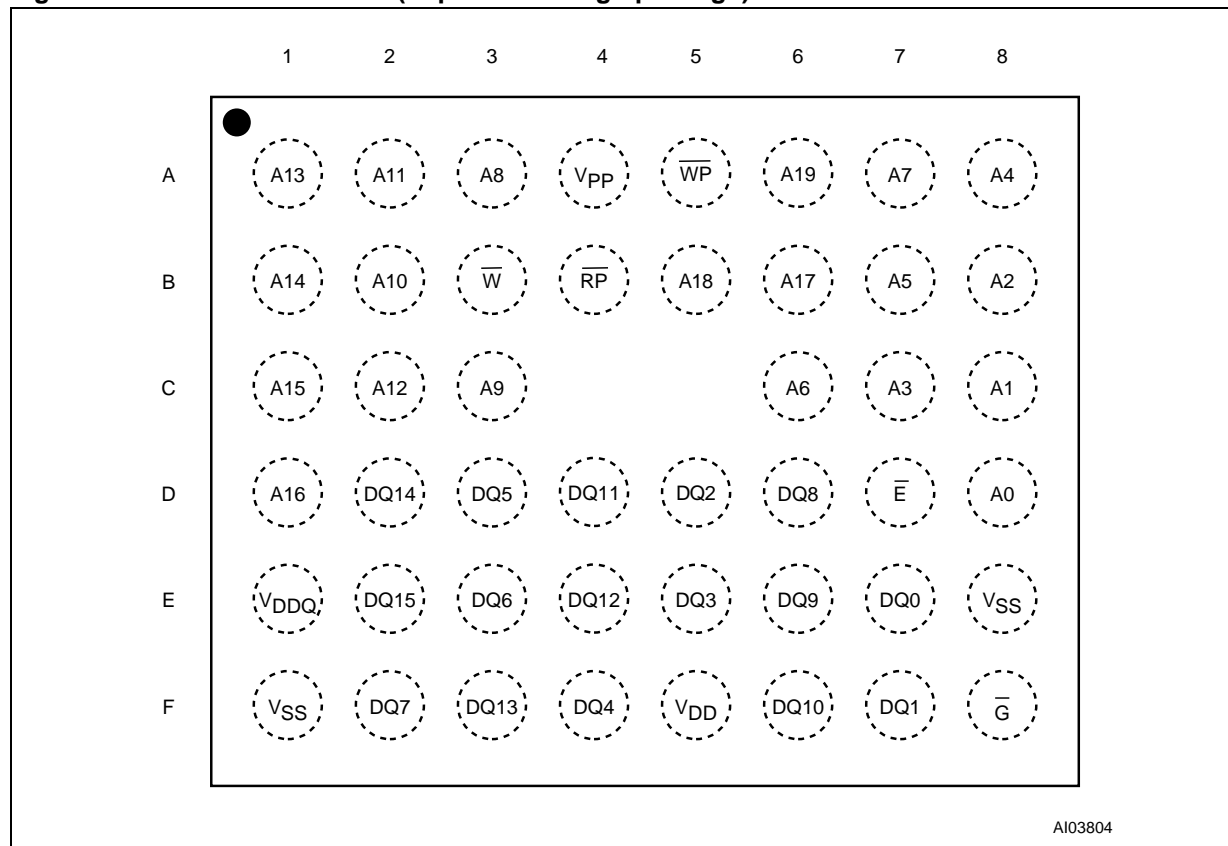 1 2 3 4 5 6 7 8
A A13 A11 A8 VPP W̅P̅ A19 A7 A4
B A14 A10 W̅ R̅P̅ A18 A17 A5 A2
C A15 A12 A9 A6 A3 A1
D A16 DQ14 DQ5 DQ11 DQ2 DQ8 E̅ A0
E VDDQ DQ15 DQ6 DQ12 DQ3 DQ9 DQ0 VSS
F VSS DQ7 DQ13 DQ4 VDD DQ10 DQ1 G̅
AI03804